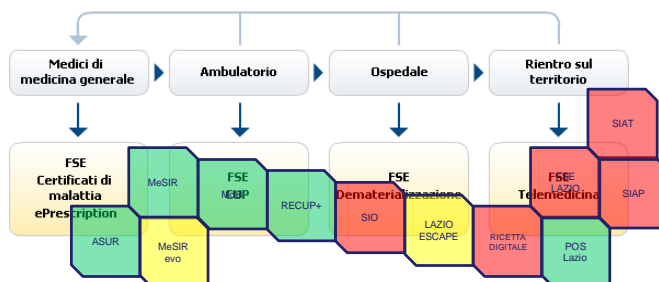 Medici di
medicina generale
Ambulatorio
Ospedale
Rientro sul
territorio
SIAT
FSE
Certificati di
malattia
ePrescription
MeSIR
FSE
CUP
RECUP+
FSE
Dematerializzazione
SIO
LAZIO
ESCAPE
FSE
Telemedicina
LAZIO
SIAP
ASUR
MeSIR
evo
RICETTA
DIGITALE
POS
Lazio